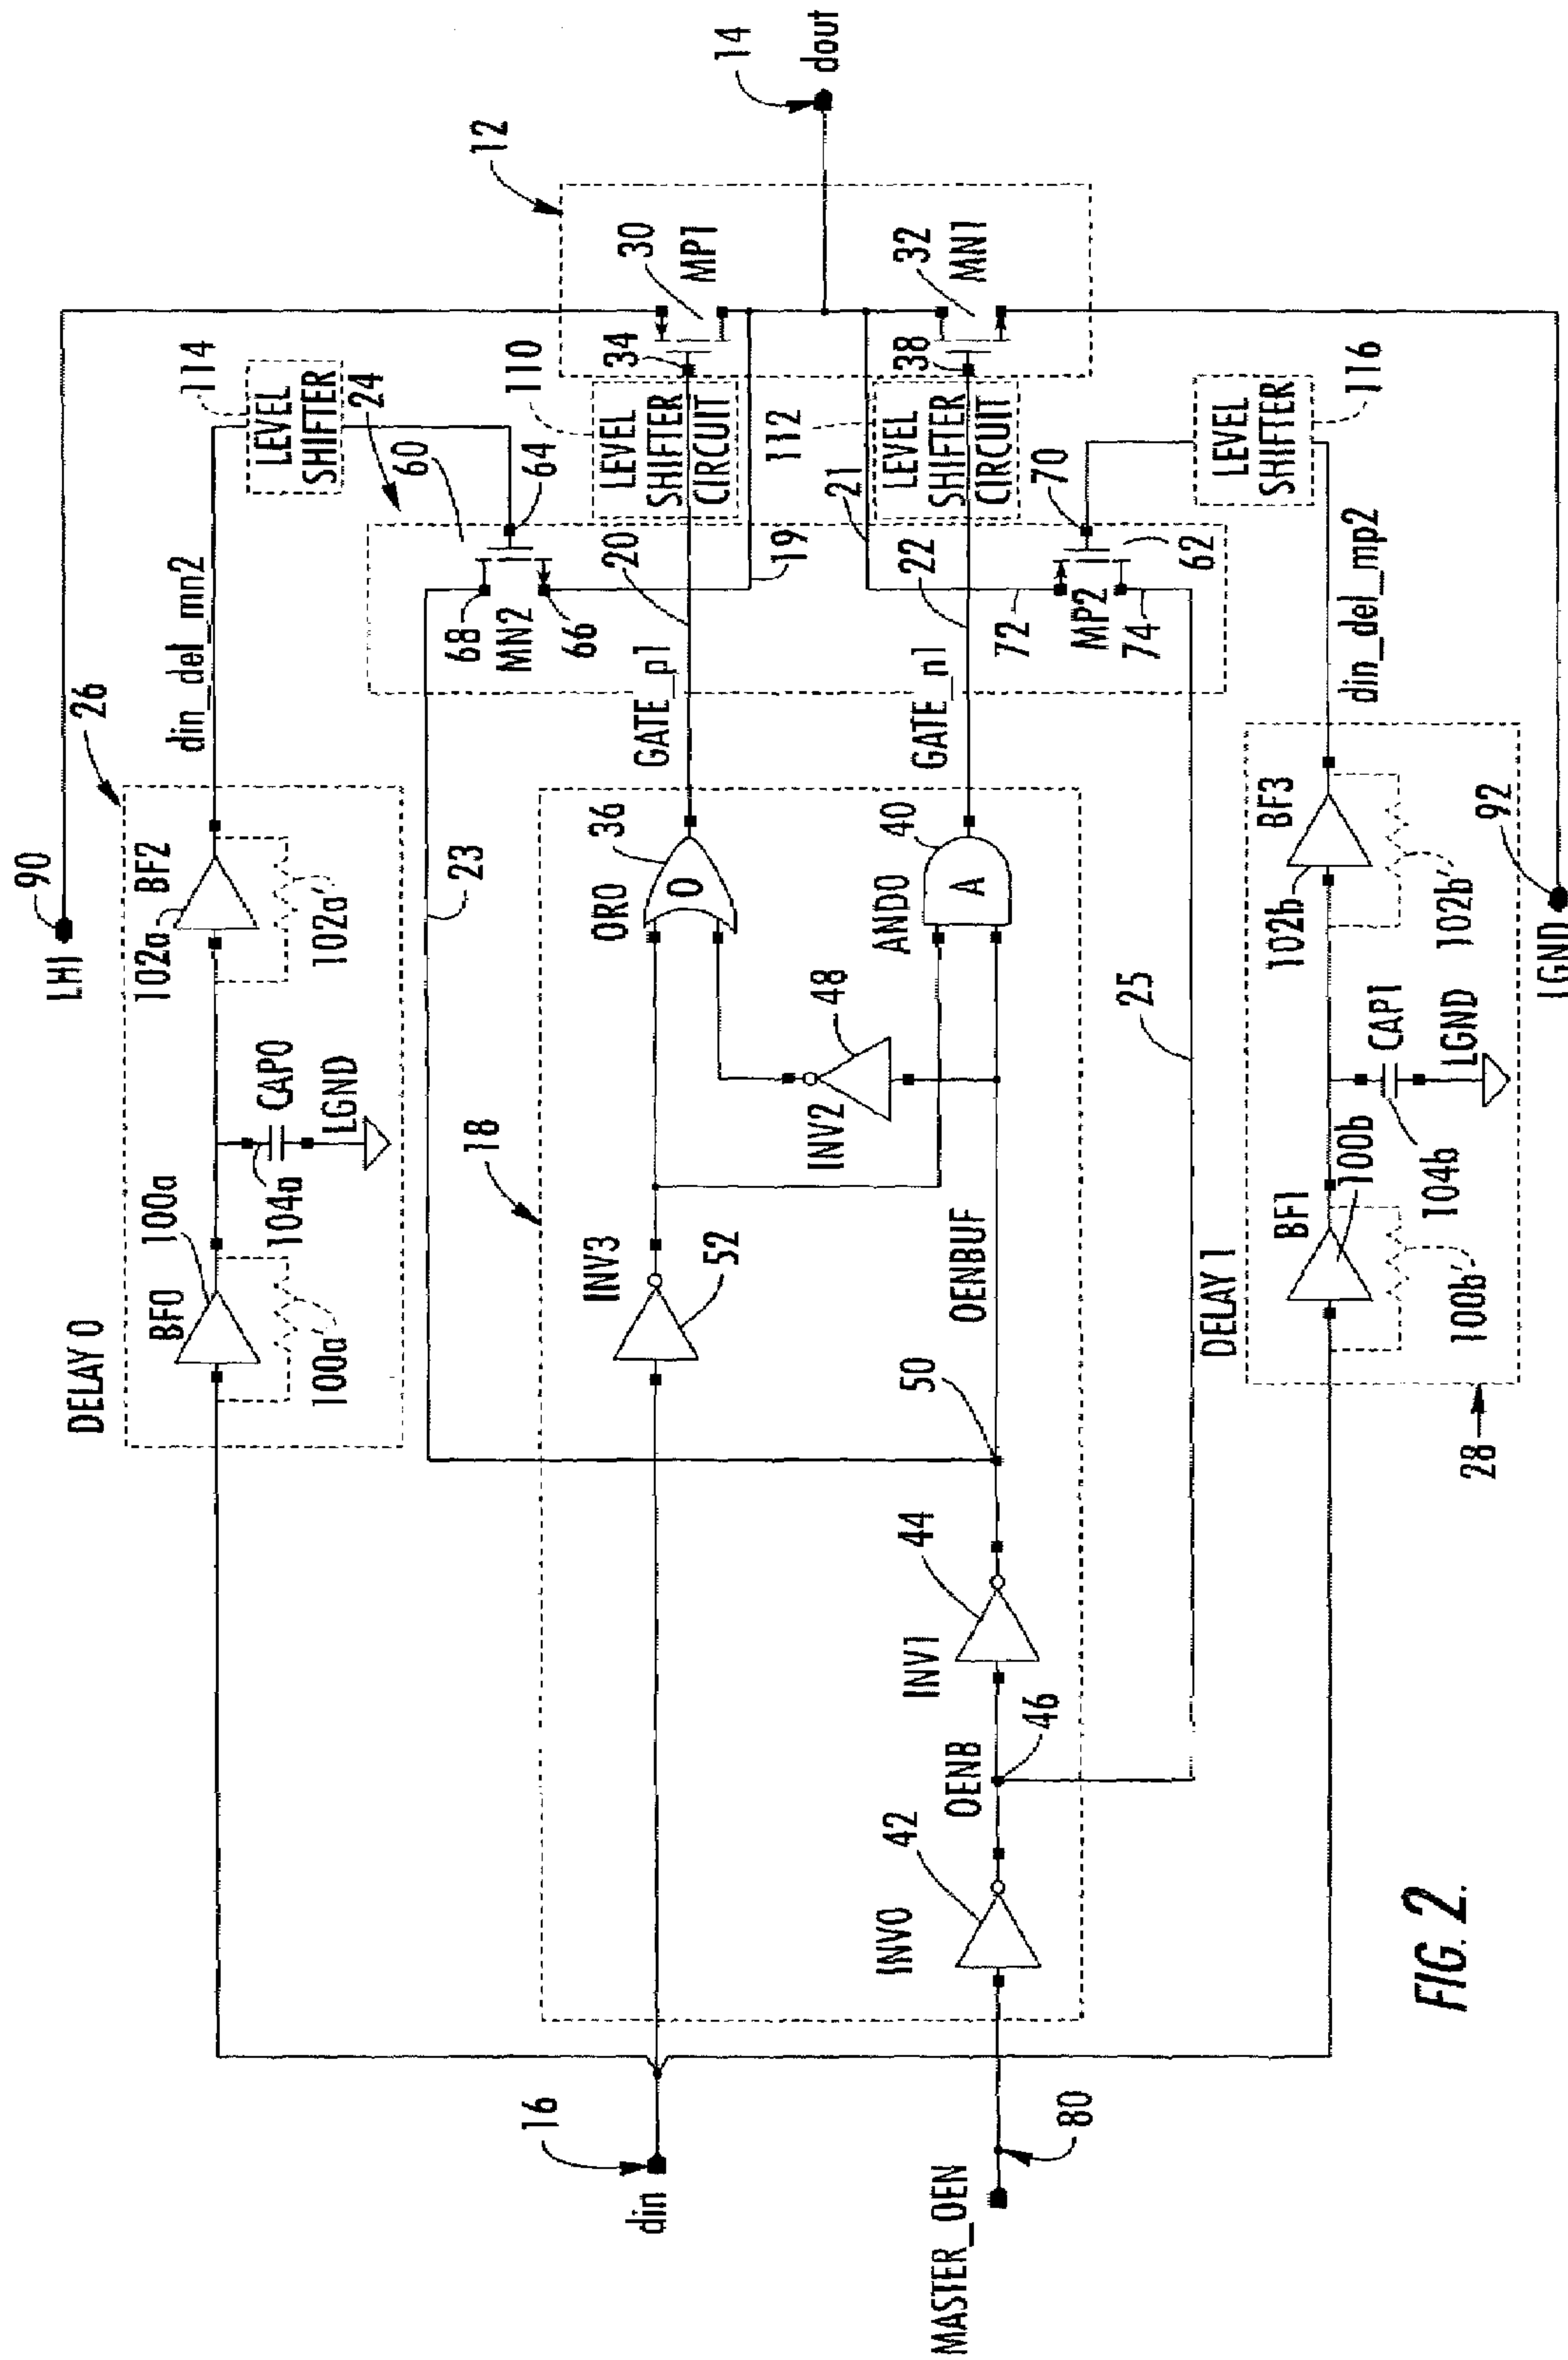 LHI
90
26
din_del_mn2
114
LEVEL
SHIFTER
24
DELAY 0
BF0
100a
100a'
104a
CAP0
LGND
102a
BF2
102a'
23
68
MN2
66
60
64
110
LEVEL
SHIFTER
CIRCUIT
34
30
MP1
12
14
dout
18
INV3
52
OR0
36
O
GATE_p1
20
19
112
21
LEVEL
SHIFTER
CIRCUIT
38
32
MN1
INV2
48
AND0
A
40
GATE_n1
22
72
MP2
74
70
62
16
din
MASTER_OEN
80
INV0
42
OENB
46
INV1
44
50
OENBUF
25
DELAY 1
BF1
100b
100b'
104b
CAP1
LGND
102b
BF3
102b'
28
din_del_mp2
LEVEL
SHIFTER
116
92
LGND
FIG. 2.